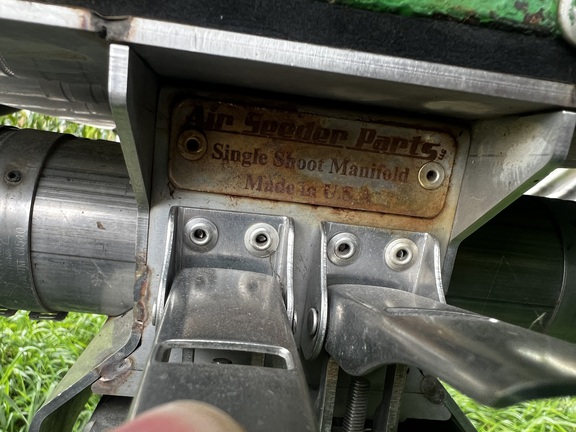 Air Seeder Parts
Single Shoot Manifold
Made in U.S.A